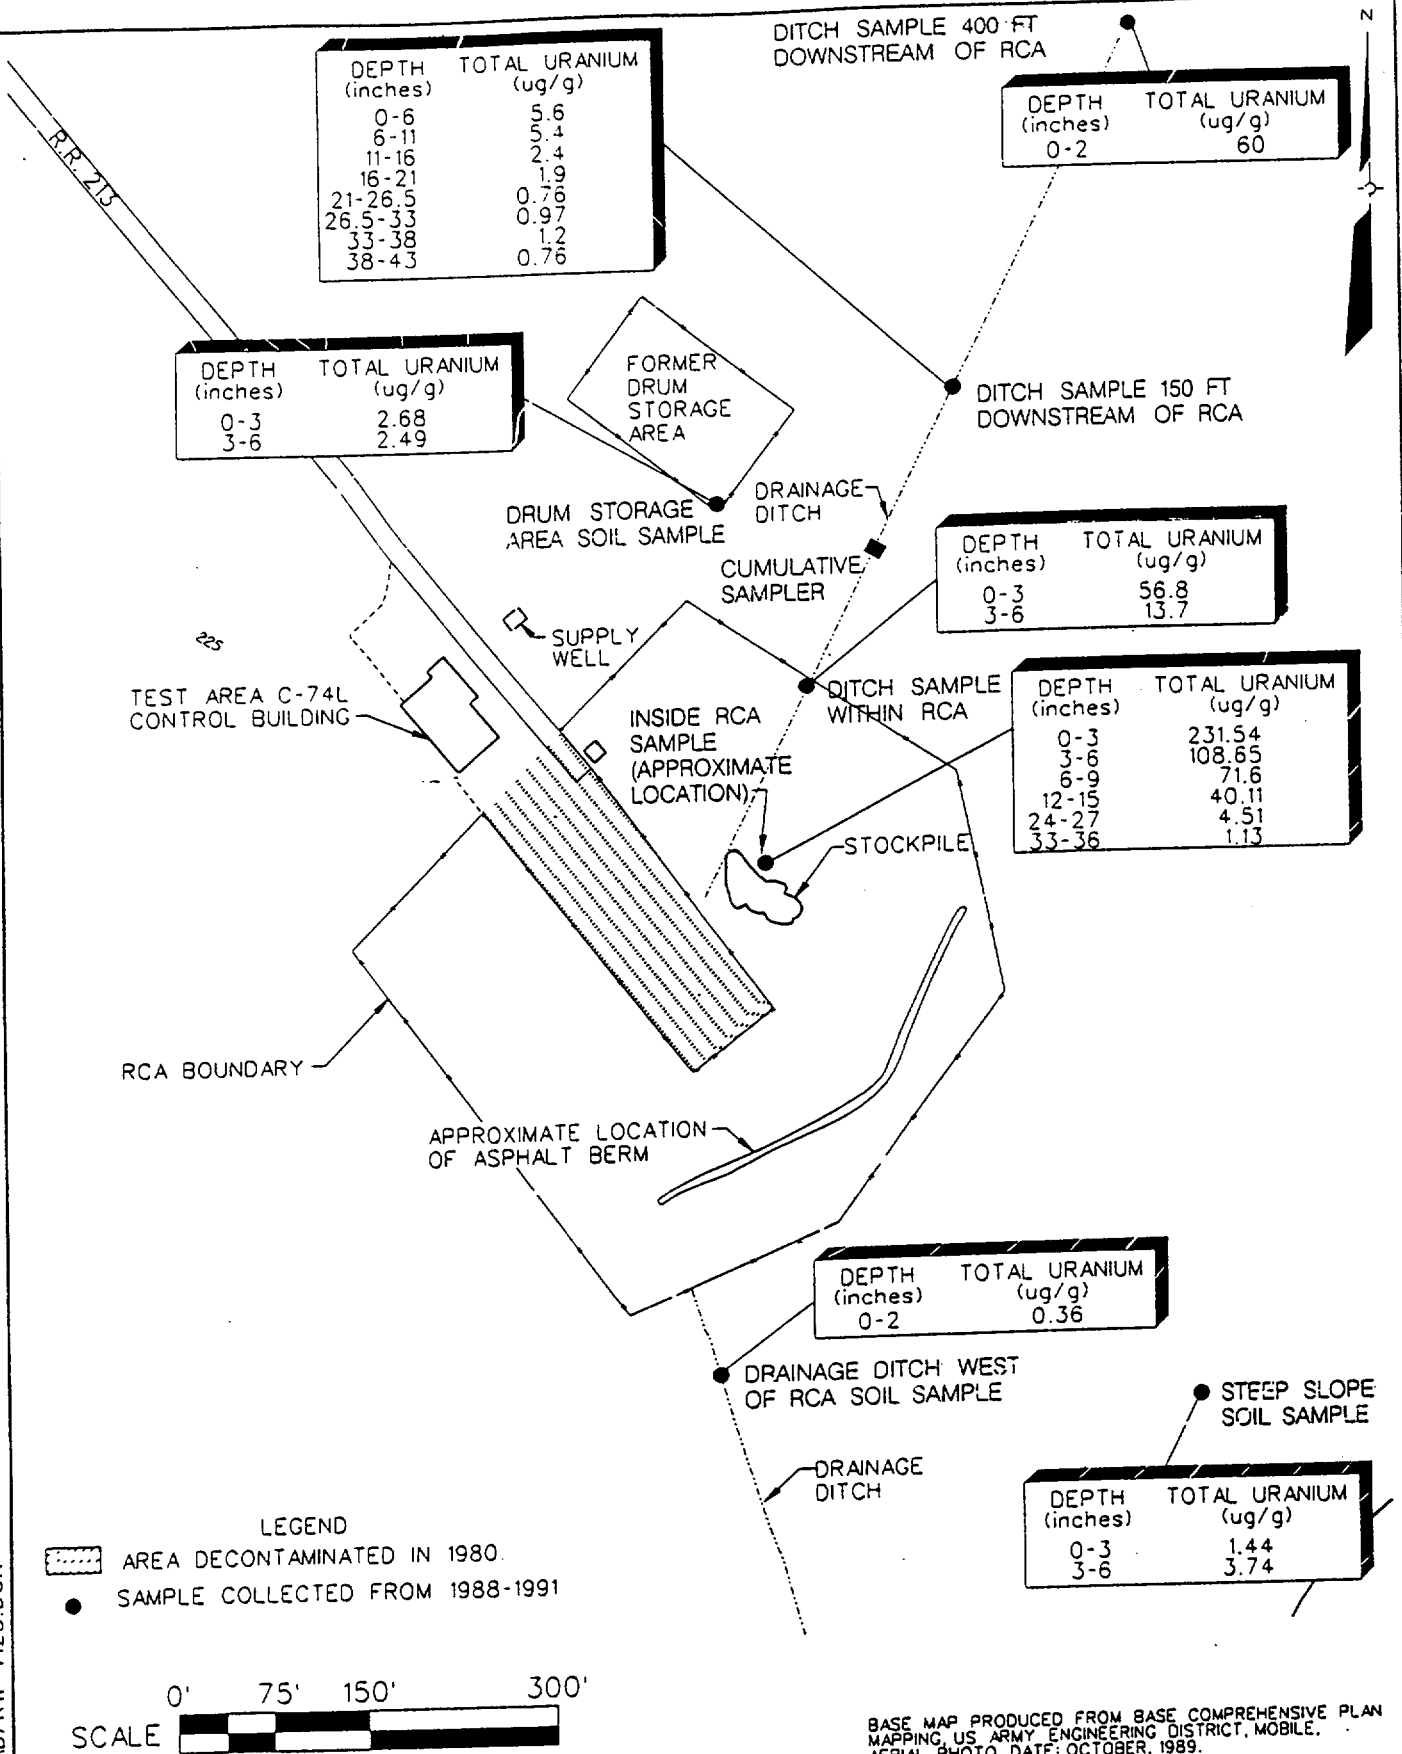 DITCH SAMPLE 400 FT
DOWNSTREAM OF RCA
N
DEPTH TOTAL URANIUM
(inches) (ug/g)
0-6 5.6
6-11 5.4
11-16 2.4
16-21 1.9
21-26.5 0.76
26.5-33 0.97
33-38 1.2
38-43 0.76
DEPTH TOTAL URANIUM
(inches) (ug/g)
0-2 60
R.R. 213
DEPTH TOTAL URANIUM
(inches) (ug/g)
0-3 2.68
3-6 2.49
FORMER
DRUM
STORAGE
AREA
DITCH SAMPLE 150 FT
DOWNSTREAM OF RCA
DRUM STORAGE
AREA SOIL SAMPLE
DRAINAGE
DITCH
CUMULATIVE
SAMPLER
DEPTH TOTAL URANIUM
(inches) (ug/g)
0-3 56.8
3-6 13.7
225
SUPPLY
WELL
TEST AREA C-74L
CONTROL BUILDING
DITCH SAMPLE
WITHIN RCA
INSIDE RCA
SAMPLE
(APPROXIMATE
LOCATION)
DEPTH TOTAL URANIUM
(inches) (ug/g)
0-3 231.54
3-6 108.65
6-9 71.6
12-15 40.11
24-27 4.51
33-36 1.13
STOCKPILE
RCA BOUNDARY
APPROXIMATE LOCATION
OF ASPHALT BERM
DEPTH TOTAL URANIUM
(inches) (ug/g)
0-2 0.36
DRAINAGE DITCH WEST
OF RCA SOIL SAMPLE
STEEP SLOPE
SOIL SAMPLE
DRAINAGE
DITCH
DEPTH TOTAL URANIUM
(inches) (ug/g)
0-3 1.44
3-6 3.74
LEGEND
AREA DECONTAMINATED IN 1980
SAMPLE COLLECTED FROM 1988-1991
0' 75' 150' 300'
SCALE
BASE MAP PRODUCED FROM BASE COMPREHENSIVE PLAN
MAPPING, US ARMY ENGINEERING DISTRICT, MOBILE.
AERIAL PHOTO DATE: OCTOBER, 1989.